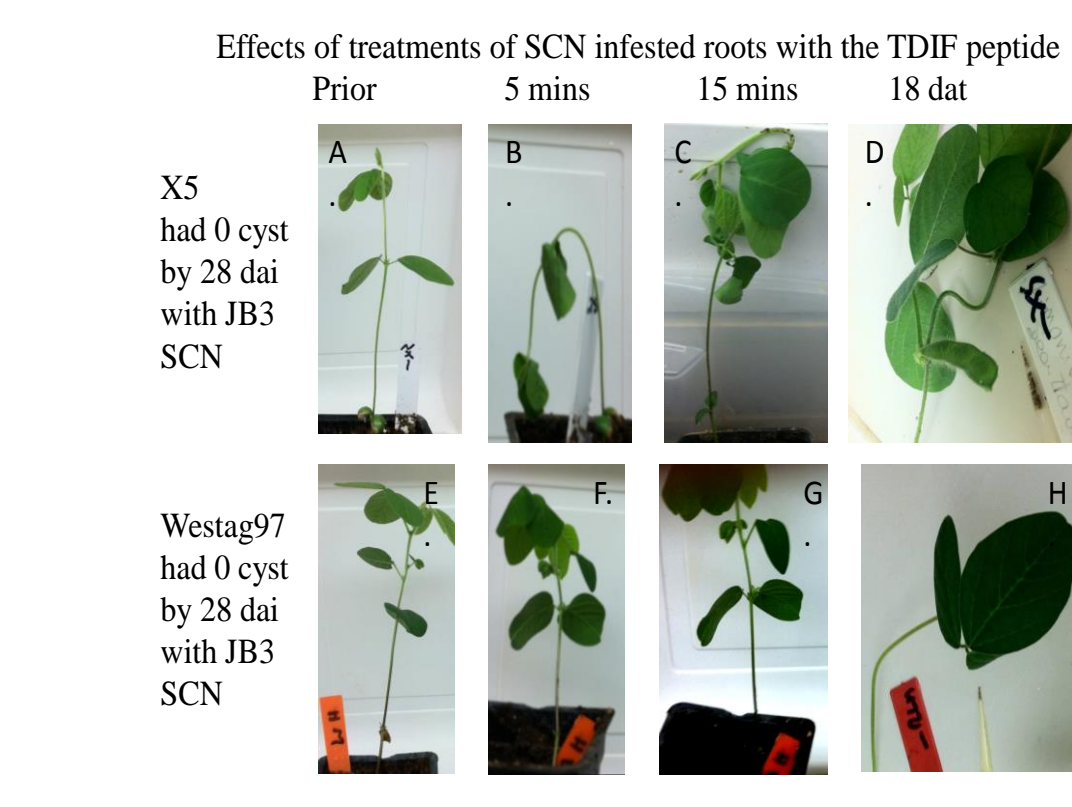 Effects of treatments of SCN infested roots with the TDIF peptide
Prior 5 mins 15 mins 18 dat
A
.
B
.
C
.
D
.
X5
had 0 cyst
by 28 dai
with JB3
SCN
E
.
F.
G
.
H
.
Westag97
had 0 cyst
by 28 dai
with JB3
SCN